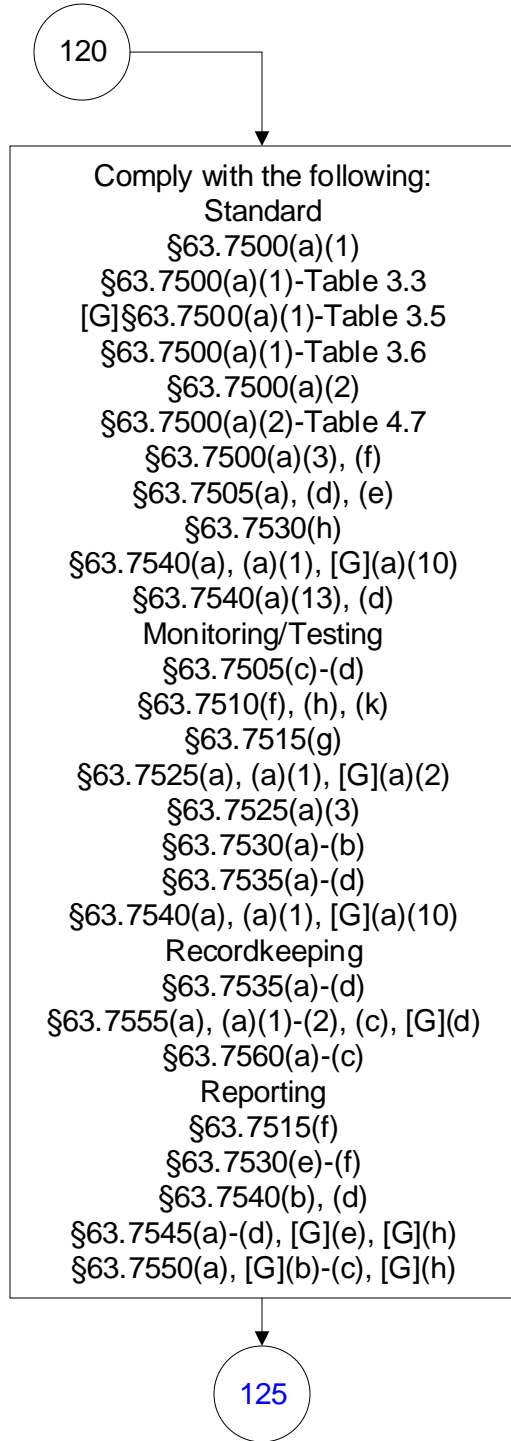 120
Comply with the following:
Standard
§63.7500(a)(1)
§63.7500(a)(1)-Table 3.3
[G]§63.7500(a)(1)-Table 3.5
§63.7500(a)(1)-Table 3.6
§63.7500(a)(2)
§63.7500(a)(2)-Table 4.7
§63.7500(a)(3), (f)
§63.7505(a), (d), (e)
§63.7530(h)
§63.7540(a), (a)(1), [G](a)(10)
§63.7540(a)(13), (d)
Monitoring/Testing
§63.7505(c)-(d)
§63.7510(f), (h), (k)
§63.7515(g)
§63.7525(a), (a)(1), [G](a)(2)
§63.7525(a)(3)
§63.7530(a)-(b)
§63.7535(a)-(d)
§63.7540(a), (a)(1), [G](a)(10)
Recordkeeping
§63.7535(a)-(d)
§63.7555(a), (a)(1)-(2), (c), [G](d)
§63.7560(a)-(c)
Reporting
§63.7515(f)
§63.7530(e)-(f)
§63.7540(b), (d)
§63.7545(a)-(d), [G](e), [G](h)
§63.7550(a), [G](b)-(c), [G](h)
125